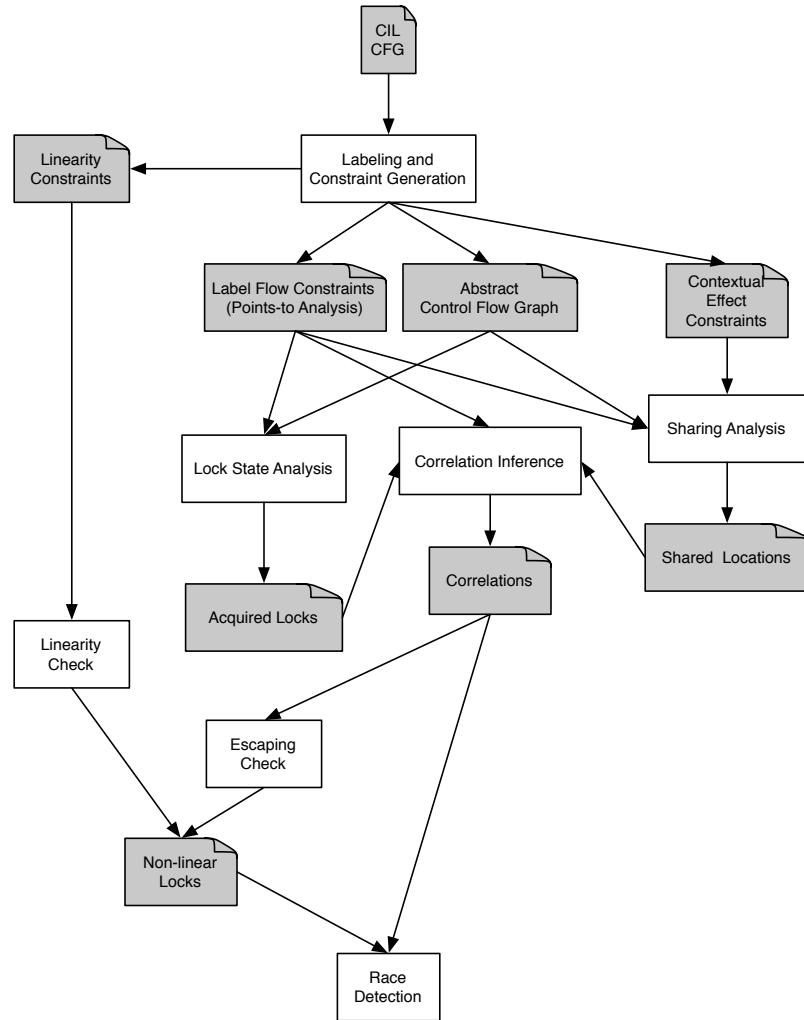 CIL
CFG
Linearity
Constraints
Labeling and
Constraint Generation
Label Flow Constraints
(Points-to Analysis)
Abstract
Control Flow Graph
Contextual
Effect
Constraints
Lock State Analysis
Correlation Inference
Sharing Analysis
Acquired Locks
Correlations
Shared Locations
Linearity
Check
Escaping
Check
Non-linear
Locks
Race
Detection